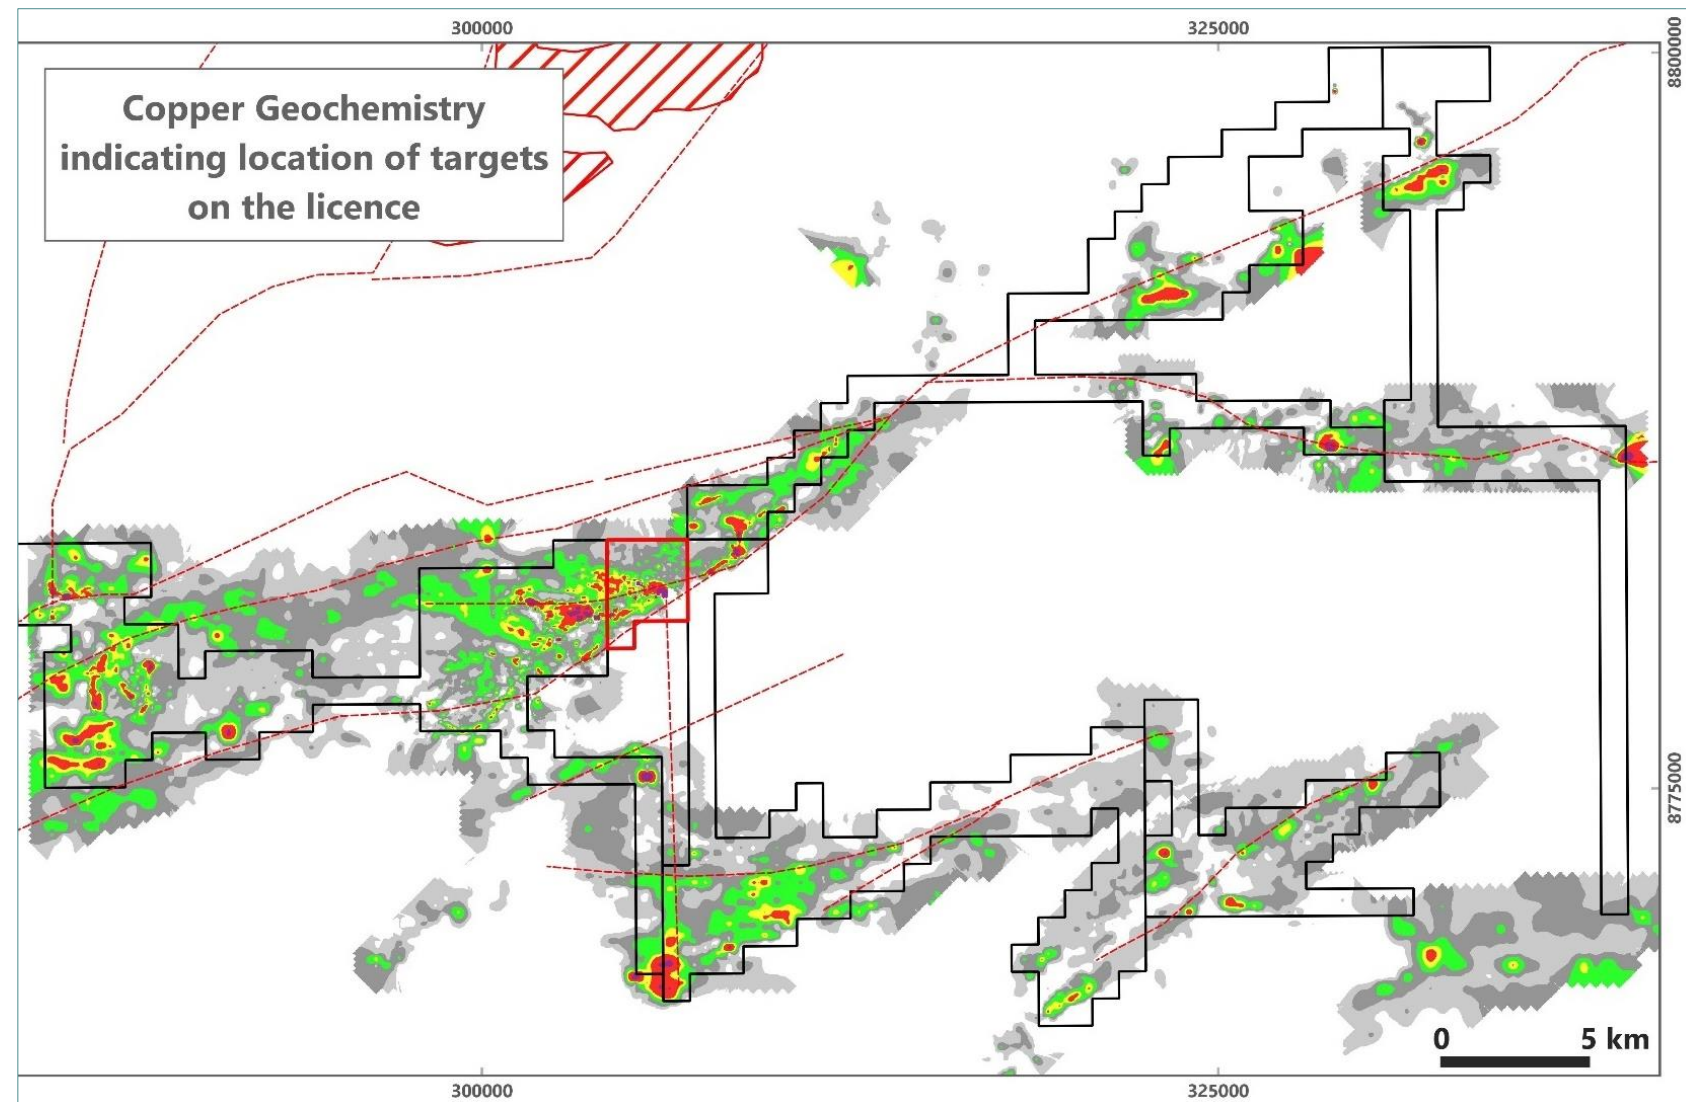 300000
325000
8800000
Copper Geochemistry
indicating location of targets
on the licence
8775000
0
5 km
300000
325000